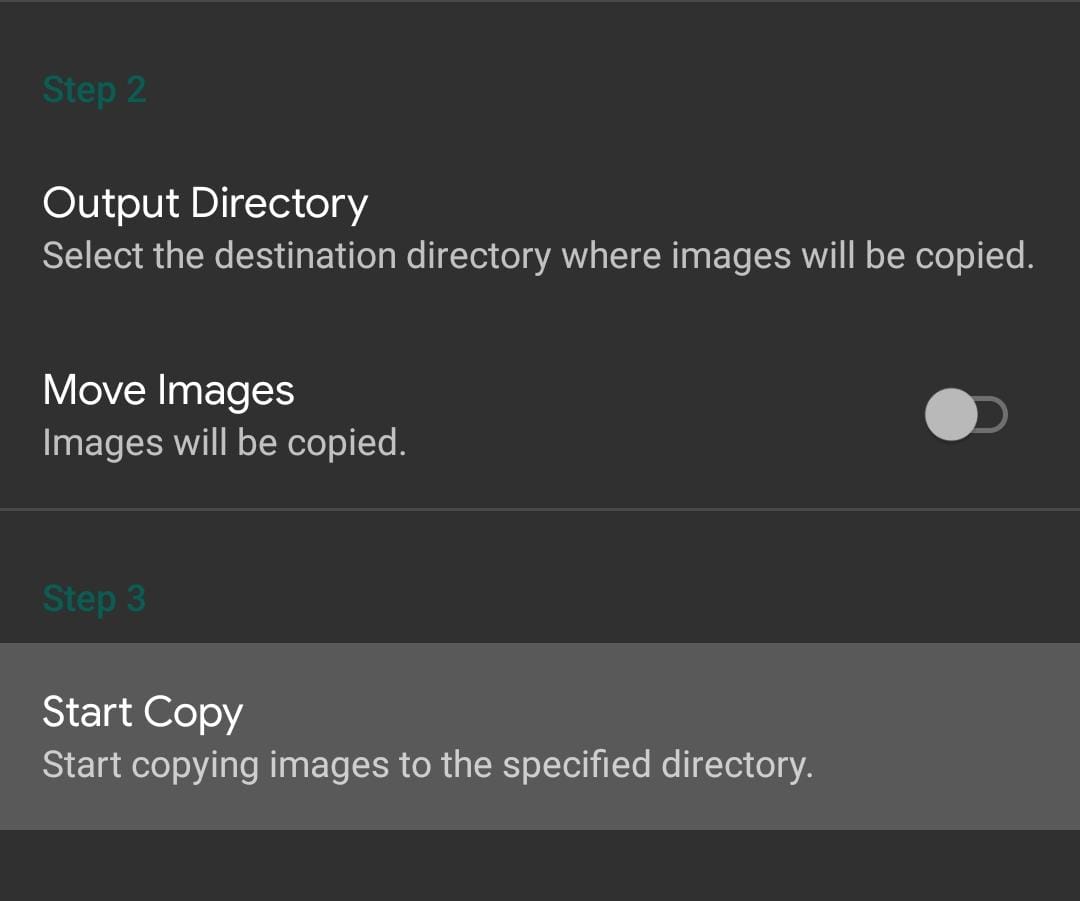 Step 2
Output Directory
Select the destination directory where images will be copied.
Move Images
Images will be copied.
Step 3
Start Copy
Start copying images to the specified directory.